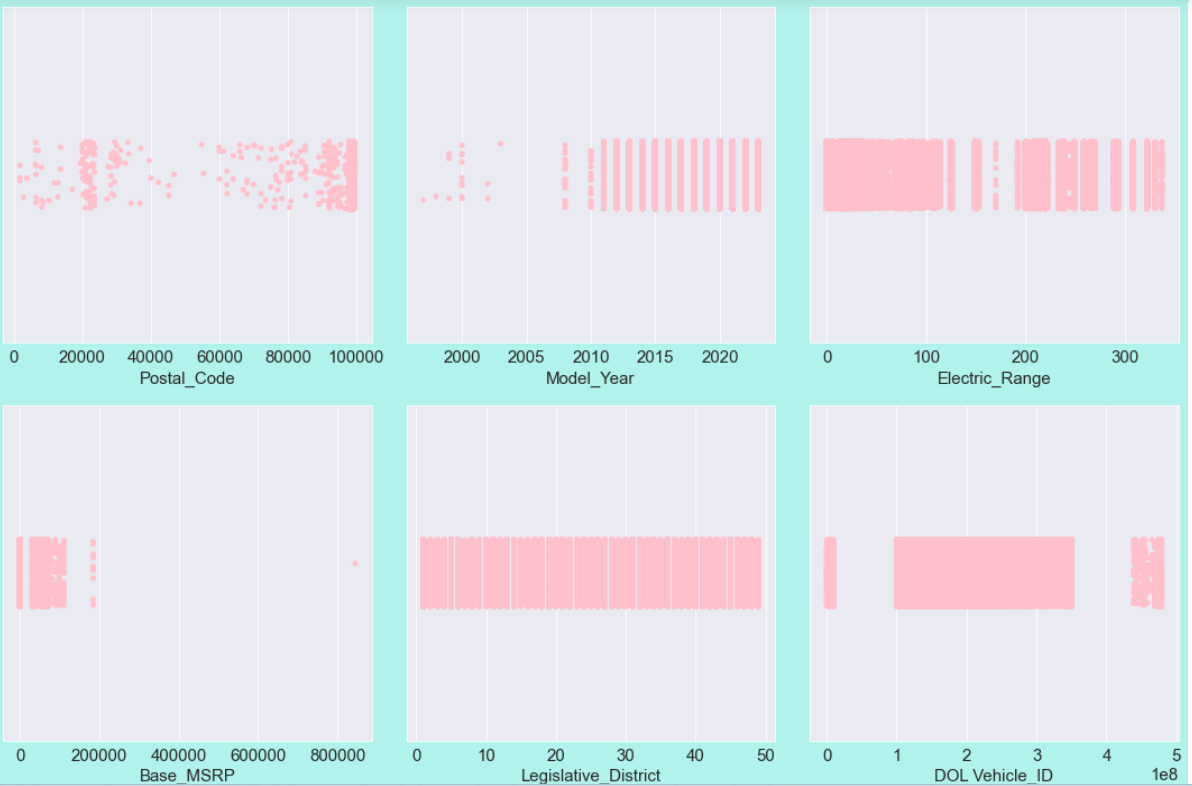 0 20000 40000 60000 80000 100000
Postal_Code
2000 2005 2010 2015 2020
Model_Year
0 100 200 300
Electric_Range
0 200000 400000 600000 800000
Base_MSRP
0 10 20 30 40 50
Legislative_District
0 1 2 3 4 5
1e8
DOL Vehicle_ID